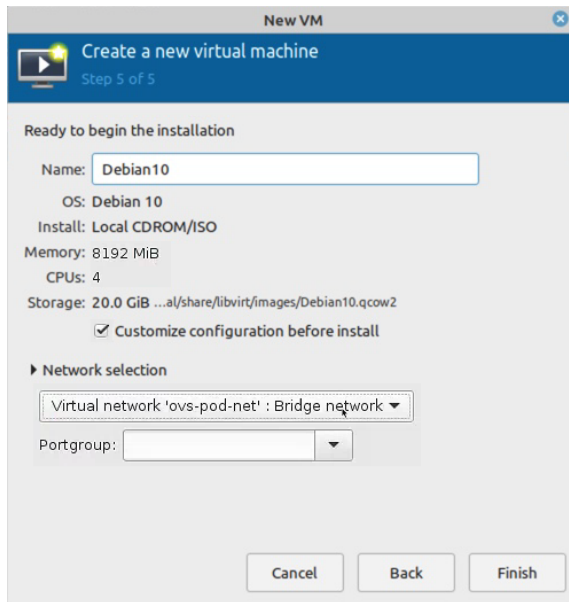 New VM
Create a new virtual machine
Step 5 of 5
Ready to begin the installation
Name: Debian10
OS: Debian 10
Install: Local CDROM/ISO
Memory: 8192 MiB
CPUs: 4
Storage: 20.0 GiB ...al/share/libvirt/images/Debian10.qcow2
Customize configuration before install
Network selection
Virtual network 'ovs-pod-net' : Bridge network
Portgroup:
Cancel Back Finish